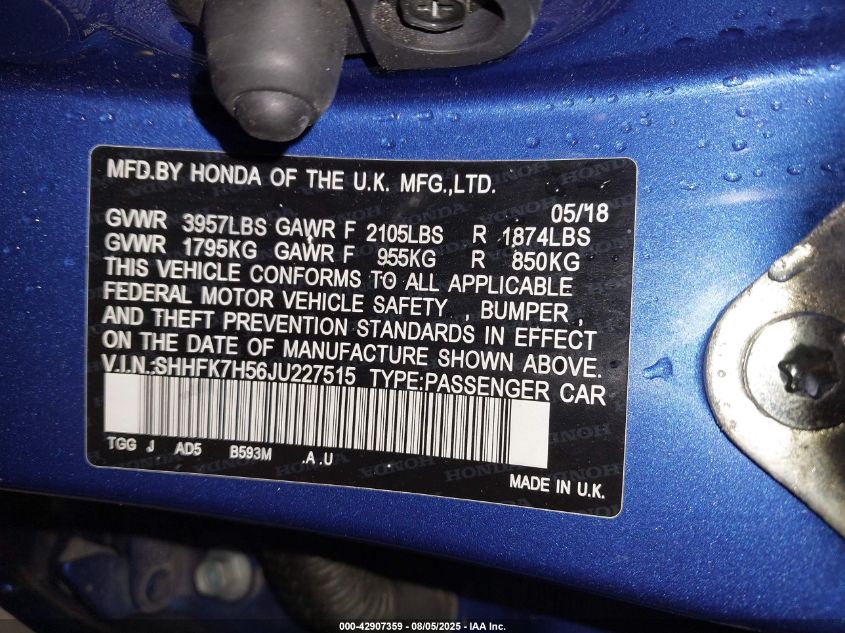 MFD.BY HONDA OF THE U.K. MFG.,LTD.
05/18
GVWR 3957LBS GAWR F 2105LBS R 1874LBS
GVWR 1795KG GAWR F 955KG R 850KG
THIS VEHICLE CONFORMS TO ALL APPLICABLE
FEDERAL MOTOR VEHICLE SAFETY , BUMPER ,
AND THEFT PREVENTION STANDARDS IN EFFECT
ON THE DATE OF MANUFACTURE SHOWN ABOVE.
V.I.N.:SHHFK7H56JU227515 TYPE:PASSENGER CAR
TGG J AD5 B593M .A .U
MADE IN U.K.
000-42907359 - 08/05/2025 - IAA Inc.